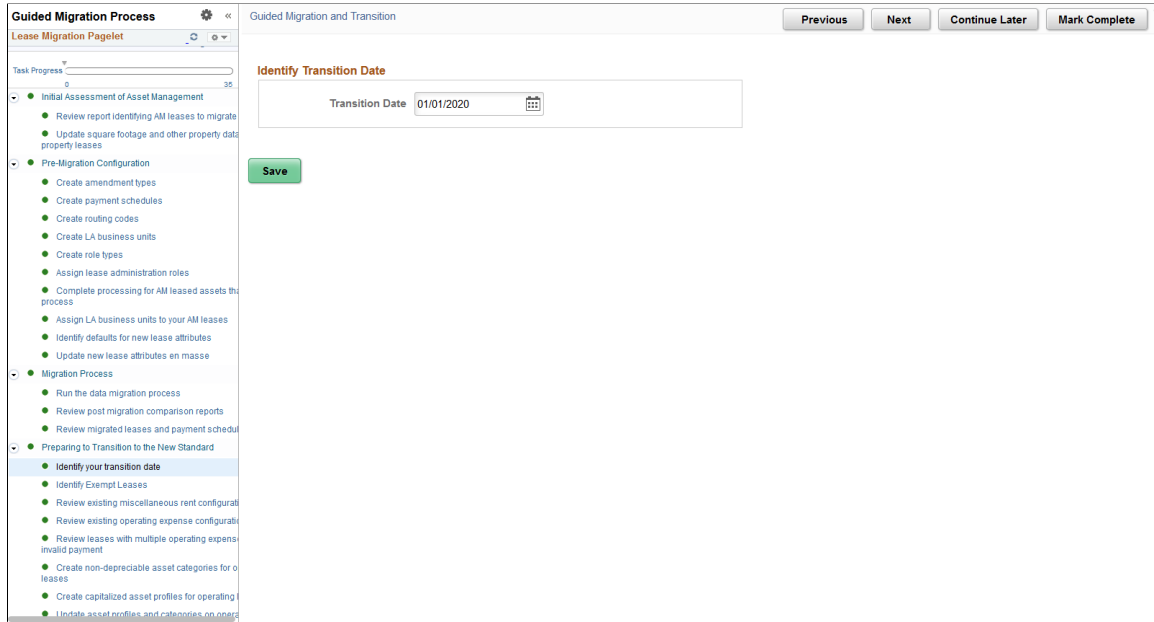 Guided Migration Process
«
Guided Migration and Transition
Previous
Next
Continue Later
Mark Complete
Lease Migration Pagelet
Task Progress
0
35
Initial Assessment of Asset Management
Review report identifying AM leases to migrate
Update square footage and other property data
property leases
Pre-Migration Configuration
Create amendment types
Create payment schedules
Create routing codes
Create LA business units
Create role types
Assign lease administration roles
Complete processing for AM leased assets tha
process
Assign LA business units to your AM leases
Identify defaults for new lease attributes
Update new lease attributes en masse
Migration Process
Run the data migration process
Review post migration comparison reports
Review migrated leases and payment schedul
Preparing to Transition to the New Standard
Identify your transition date
Identify Exempt Leases
Review existing miscellaneous rent configurati
Review existing operating expense configuratio
Review leases with multiple operating expens
invalid payment
Create non-depreciable asset categories for o
leases
Create capitalized asset profiles for operating l
Update asset profiles and categories on opera
Identify Transition Date
Transition Date 01/01/2020
Save